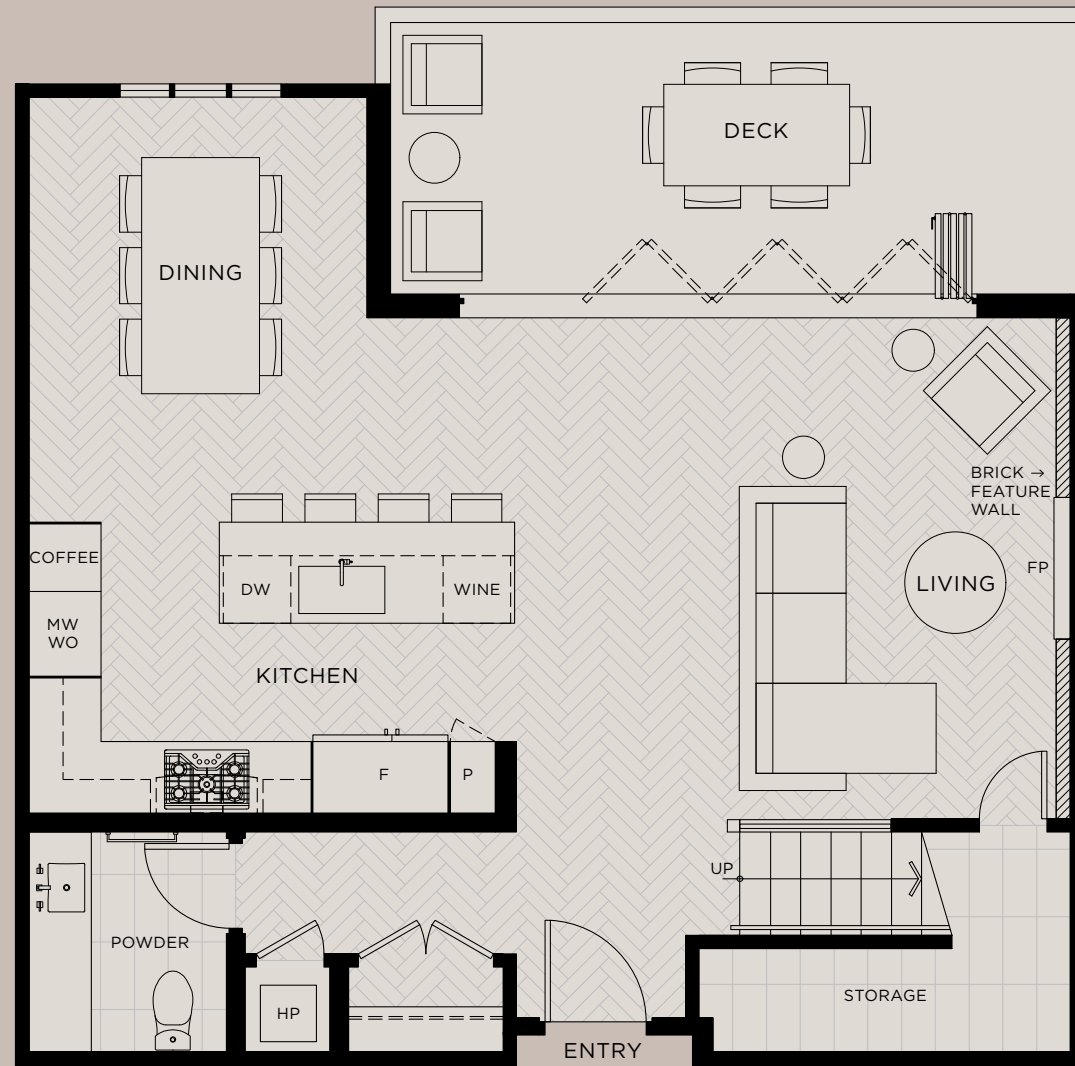 DECK
DINING
BRICK →
FEATURE
WALL
COFFEE
FP
LIVING
DW
WINE
MW
WO
KITCHEN
F
P
UP
POWDER
STORAGE
HP
ENTRY